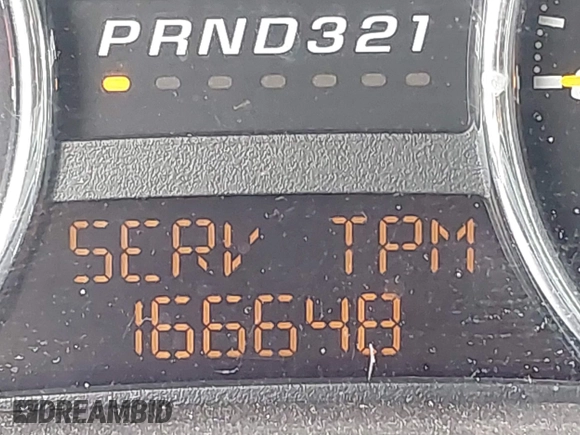 PRND321
SERV TPM
166648
DREAMBID